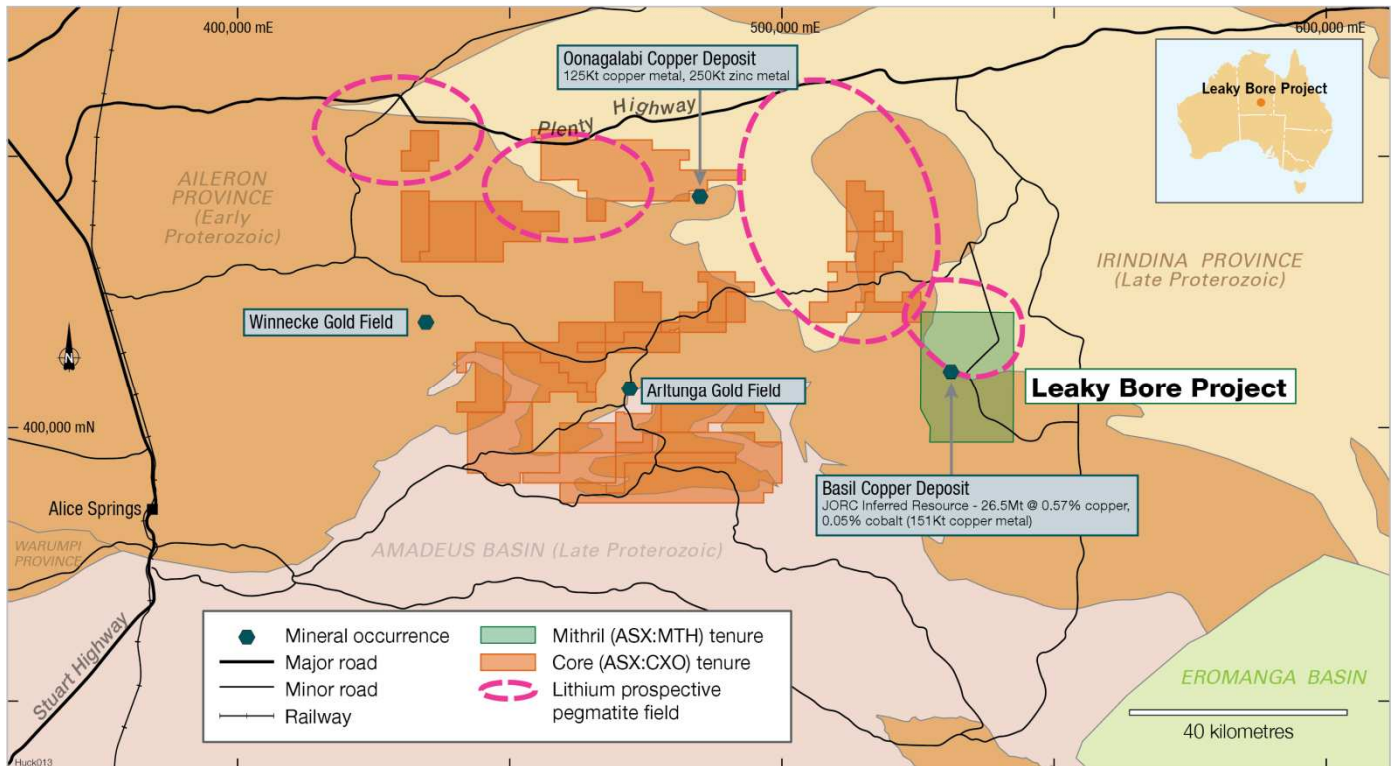 400,000 mE
500,000 mE
600,000 mE
Oonagalabi Copper Deposit
125Kt copper metal, 250Kt zinc metal
Leaky Bore Project
Plenty Highway
AILERON
PROVINCE
(Early
Proterozoic)
IRINDINA PROVINCE
(Late Proterozoic)
Winnecke Gold Field
N
Arltunga Gold Field
Leaky Bore Project
400,000 mN
Basil Copper Deposit
JORC Inferred Resource - 26.5Mt @ 0.57% copper,
0.05% cobalt (151Kt copper metal)
Alice Springs
WARUMPI
PROVINCE
AMADEUS BASIN (Late Proterozoic)
Stuart Highway
Mineral occurrence
Major road
Minor road
Railway
Mithril (ASX:MTH) tenure
Core (ASX:CXO) tenure
Lithium prospective
pegmatite field
EROMANGA BASIN
40 kilometres
Huck013